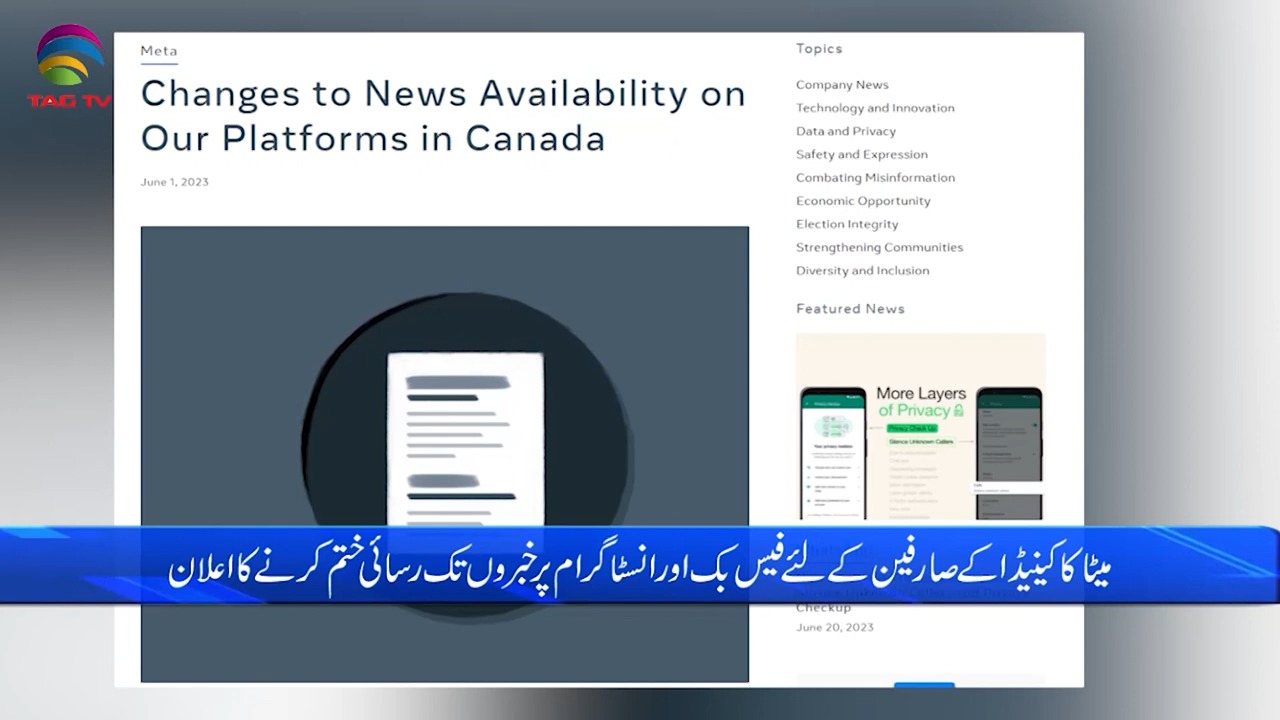 TAG TV
Meta
Changes to News Availability on
Our Platforms in Canada
June 1, 2023
Topics
Company News
Technology and Innovation
Data and Privacy
Safety and Expression
Combating Misinformation
Economic Opportunity
Election Integrity
Strengthening Communities
Diversity and Inclusion
Featured News
More Layers
of Privacy
Privacy Check Up
Silence Unknown Callers
میٹا کا کینیڈا کے صارفین کے لئے فیس بک اور انسٹا گرام پر خبروں تک رسائی ختم کرنے کا اعلان
Checkup
June 20, 2023